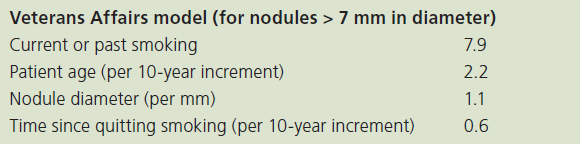 Veterans Affairs model (for nodules > 7 mm in diameter)
Current or past smoking 7.9
Patient age (per 10-year increment) 2.2
Nodule diameter (per mm) 1.1
Time since quitting smoking (per 10-year increment) 0.6